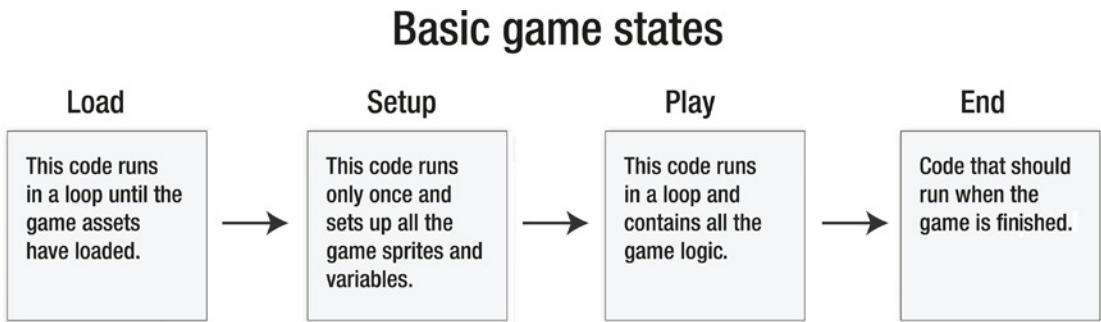 Basic game states
Load
Setup
Play
End
This code runs
in a loop until the
game assets
have loaded.
This code runs
only once and
sets up all the
game sprites and
variables.
This code runs
in a loop and
contains all the
game logic.
Code that should
run when the
game is finished.